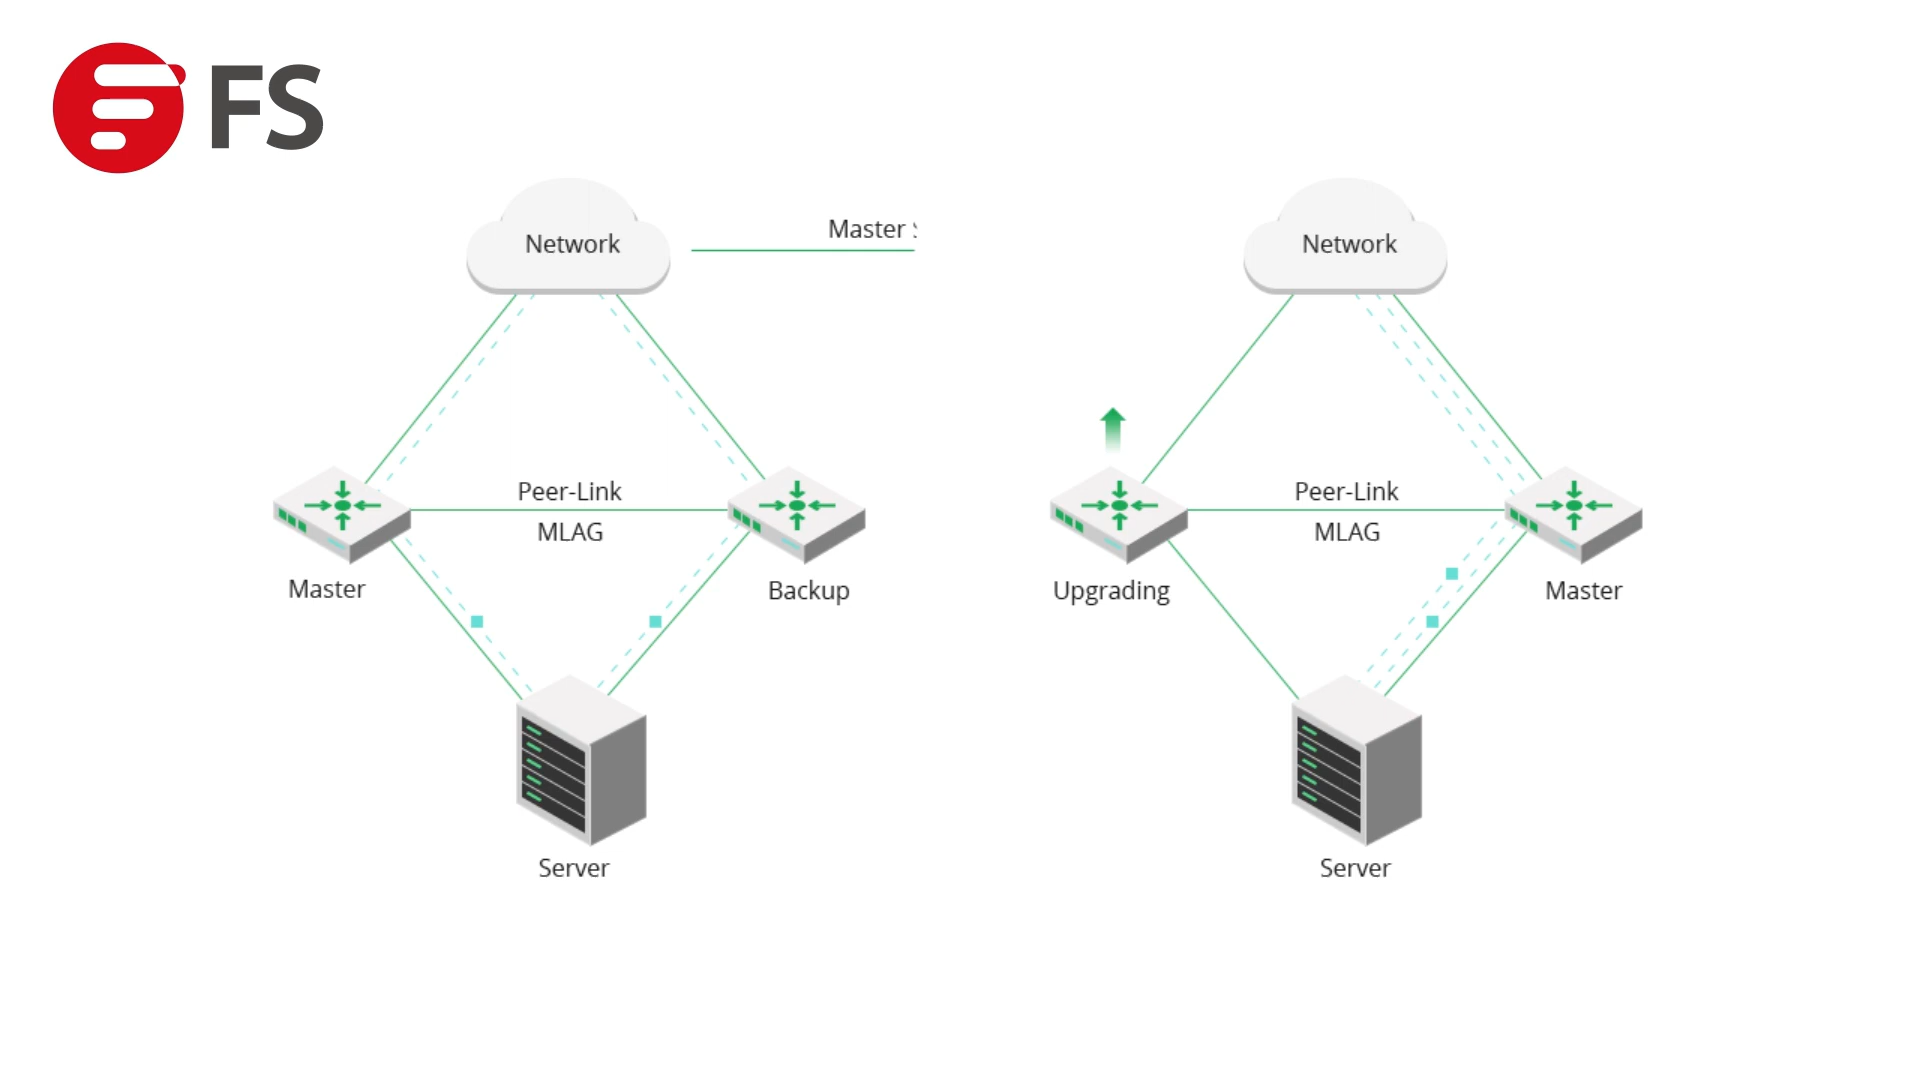 FS
Network
Master
Network
Peer-Link
MLAG
Peer-Link
MLAG
Master
Backup
Upgrading
Master
Server
Server